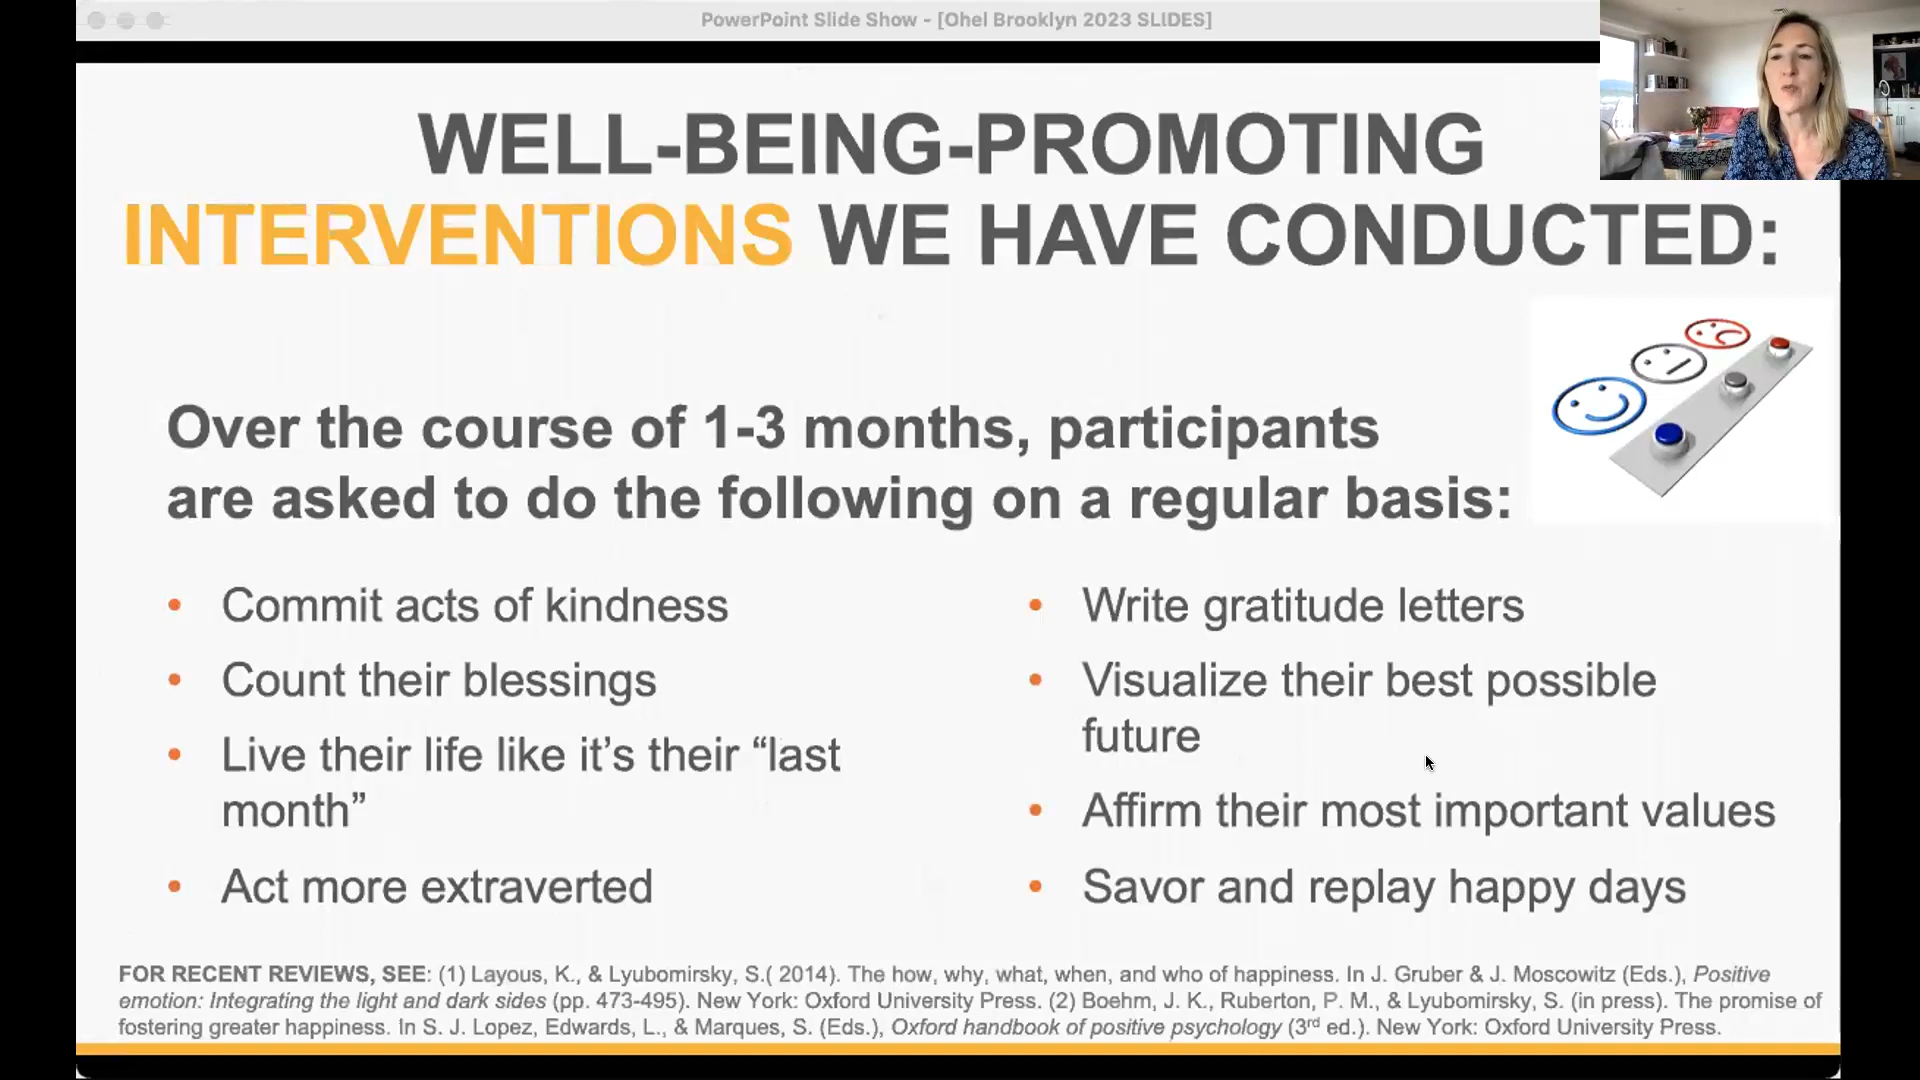 PowerPoint Slide Show - [Ohel Brooklyn 2023 SLIDES]
WELL-BEING-PROMOTING
INTERVENTIONS WE HAVE CONDUCTED:
Over the course of 1-3 months, participants
are asked to do the following on a regular basis:
• Commit acts of kindness
• Count their blessings
• Live their life like it’s their “last
month”
• Act more extraverted
• Write gratitude letters
• Visualize their best possible
future
• Affirm their most important values
• Savor and replay happy days
FOR RECENT REVIEWS, SEE: (1) Layous, K., & Lyubomirsky, S.( 2014). The how, why, what, when, and who of happiness. In J. Gruber & J. Moscowitz (Eds.), Positive
emotion: Integrating the light and dark sides (pp. 473-495). New York: Oxford University Press. (2) Boehm, J. K., Ruberton, P. M., & Lyubomirsky, S. (in press). The promise of
fostering greater happiness. In S. J. Lopez, Edwards, L., & Marques, S. (Eds.), Oxford handbook of positive psychology (3rd ed.). New York: Oxford University Press.